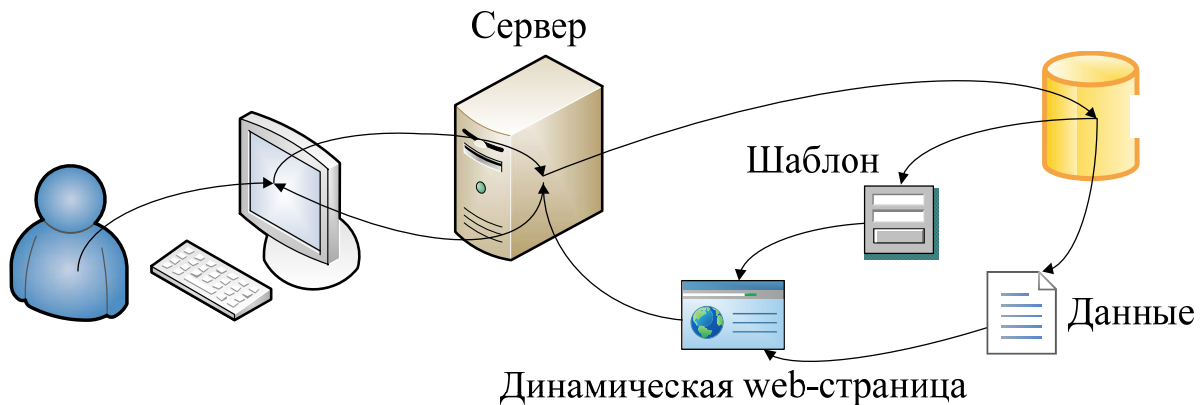 Сервер
Шаблон
Данные
Динамическая web-страница